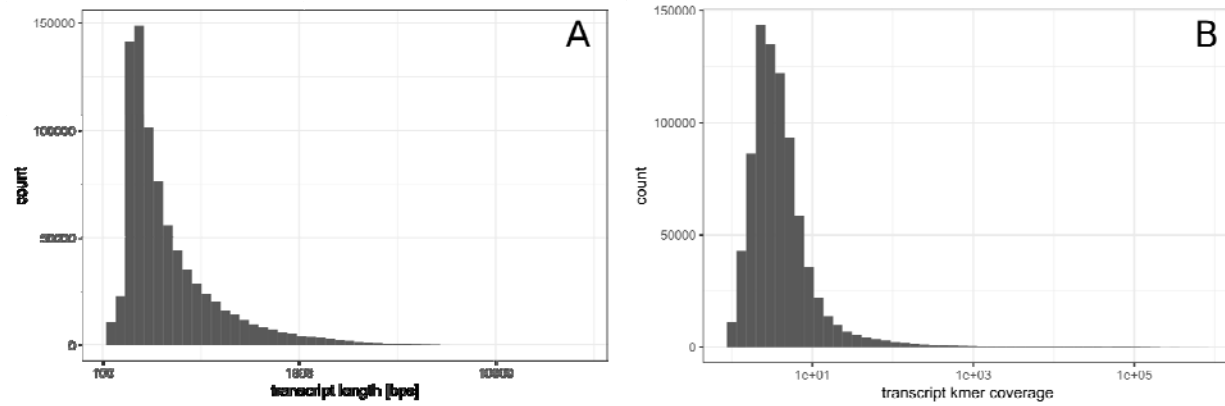 A
150000
100000
50000
0
count
100
1000
10000
transcript length [bps]
B
150000
100000
50000
0
count
1e+01
1e+03
1e+05
transcript kmer coverage